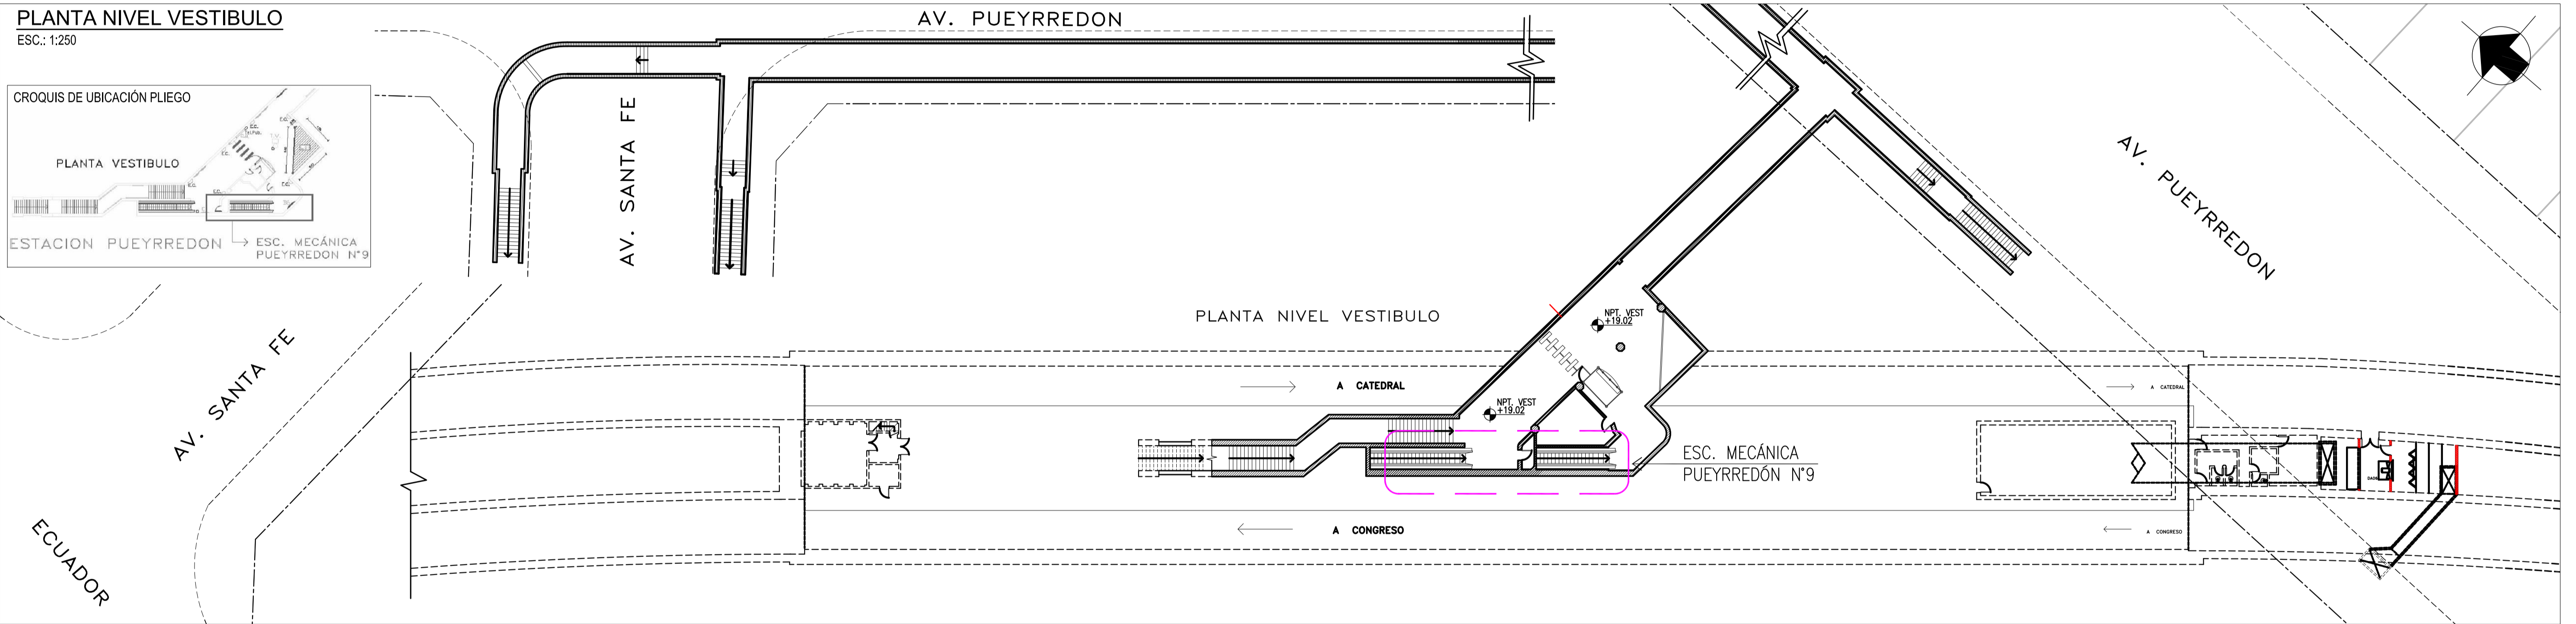 PLANTA NIVEL VESTIBULO
ESC.: 1:250
AV. PUEYRREDON
CROQUIS DE UBICACIÓN PLIEGO
PLANTA VESTIBULO
ESTACION PUEYRREDON
ESC. MECÁNICA
PUEYRREDON N°9
AV. SANTA FE
AV. PUEYRREDON
AV. SANTA FE
ECUADOR
PLANTA NIVEL VESTIBULO
NPT. VEST
+19.02
A CATEDRAL
A CATEDRAL
NPT. VEST
+19.02
ESC. MECÁNICA
PUEYRREDÓN N°9
A CONGRESO
A CONGRESO